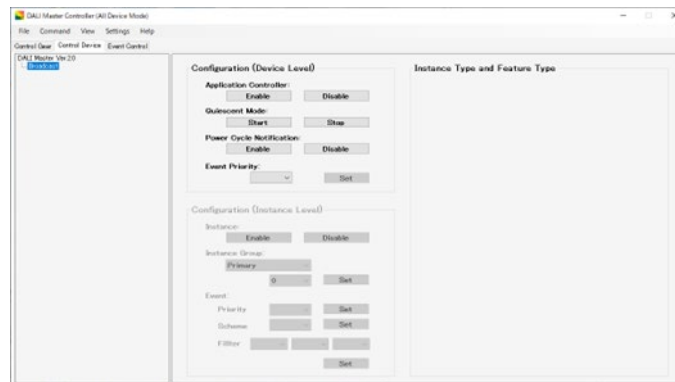 DALI Master Controller (All Device Mode)
File Command View Settings Help
Control Gear Control Device Event Control
DALI Master Ver.2.0
Broadcast
Configuration (Device Level)
Application Controller:
Enable Disable
Quiescent Mode:
Start Stop
Power Cycle Notification:
Enable Disable
Event Priority:
Set
Configuration (Instance Level)
Instance:
Enable Disable
Instance Group:
Primary
0 Set
Event:
Priority Set
Scheme Set
Filter
Set
Instance Type and Feature Type